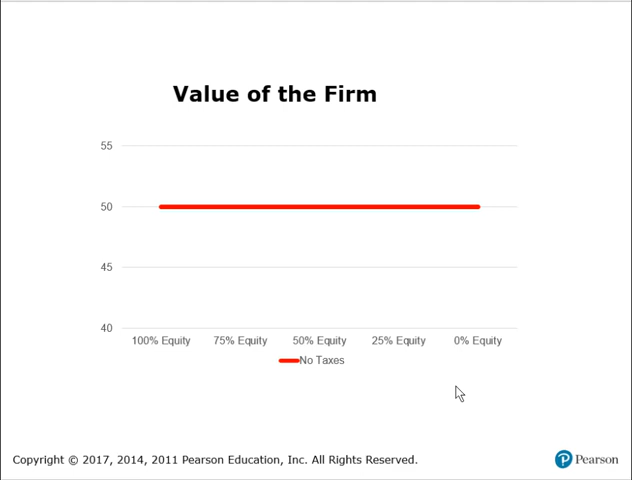 Value of the Firm
55
50
45
40
100% Equity 75% Equity 50% Equity 25% Equity 0% Equity
No Taxes
Copyright © 2017, 2014, 2011 Pearson Education, Inc. All Rights Reserved.
P Pearson